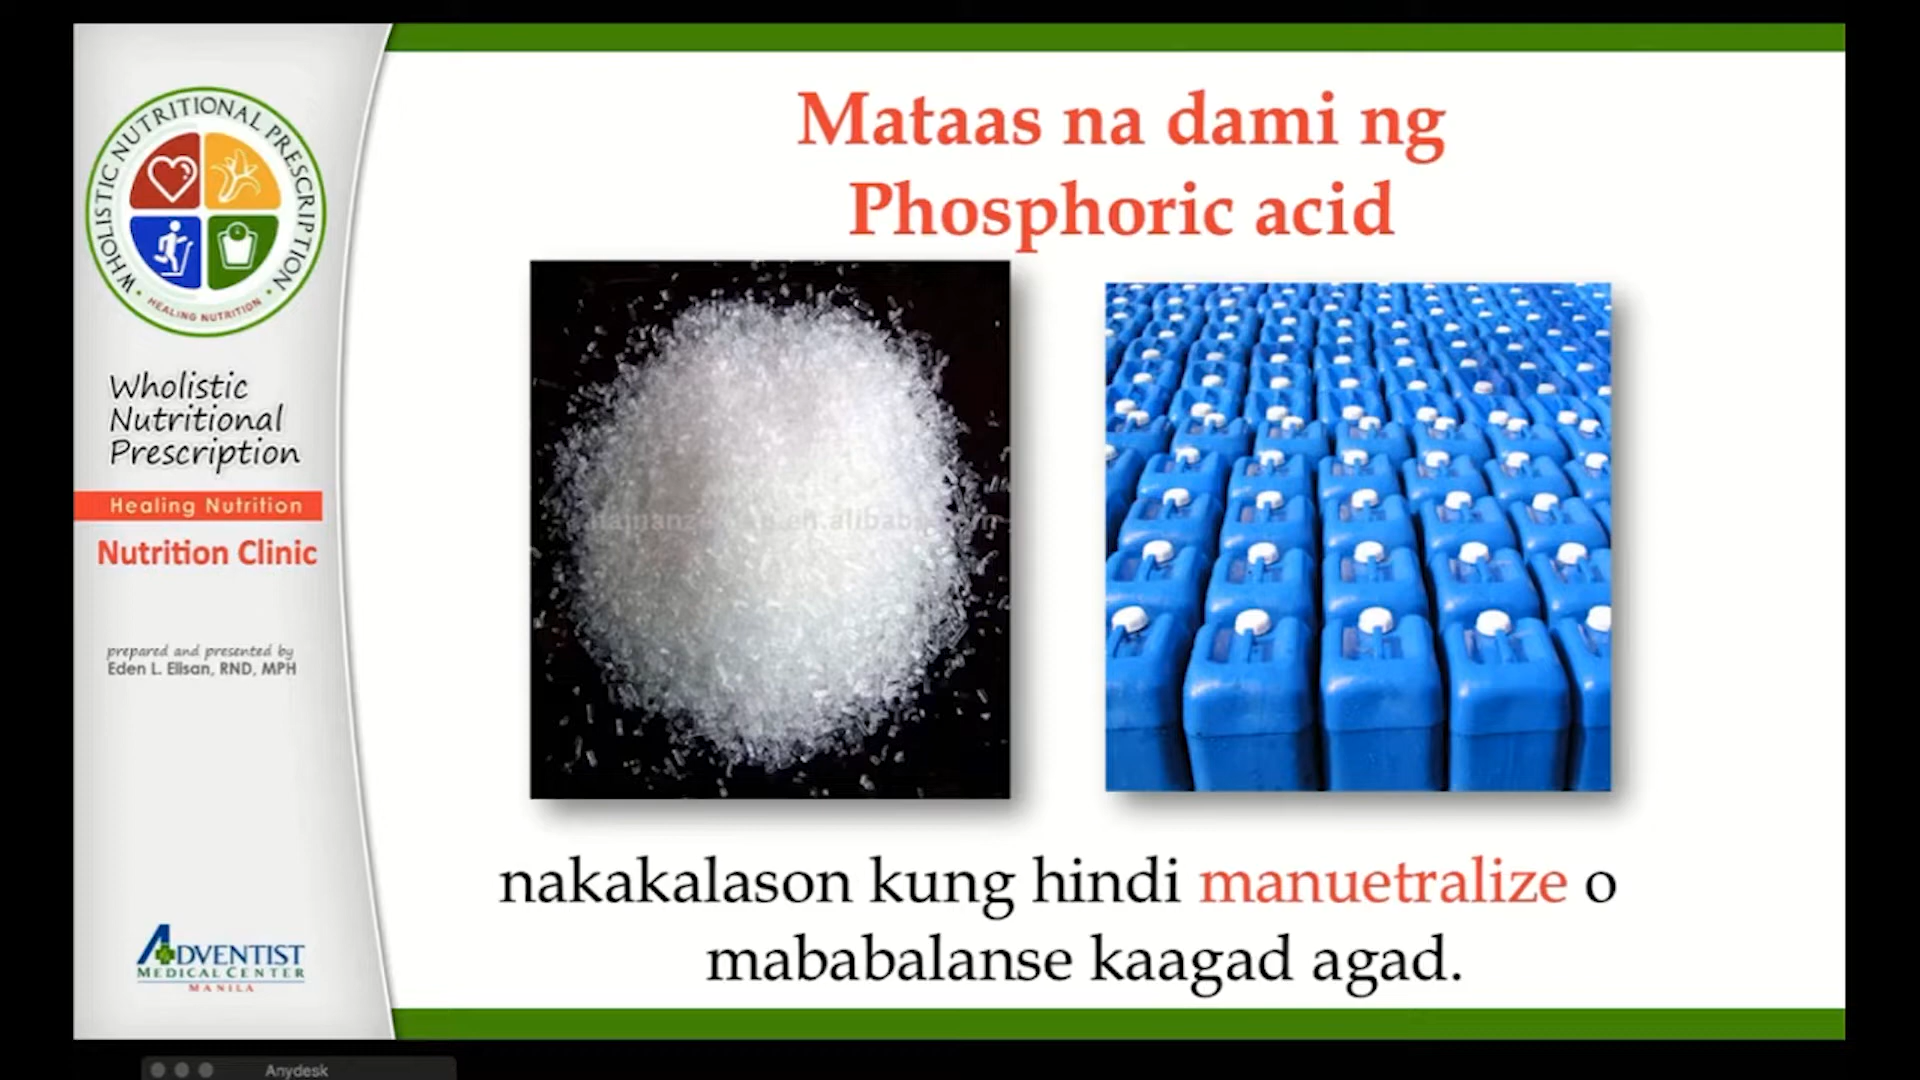 Mataas na dami ng
Phosphoric acid
nakakalason kung hindi manuetralize o
mababalanse kaagad agad.
WHOLISTIC NUTRITIONAL PRESCRIPTION
HEALING NUTRITION
Wholistic
Nutritional
Prescription
Healing Nutrition
Nutrition Clinic
prepared and presented by
Eden L. Elisan, RND, MPH
ADVENTIST
MEDICAL CENTER
MANILA
Anydesk